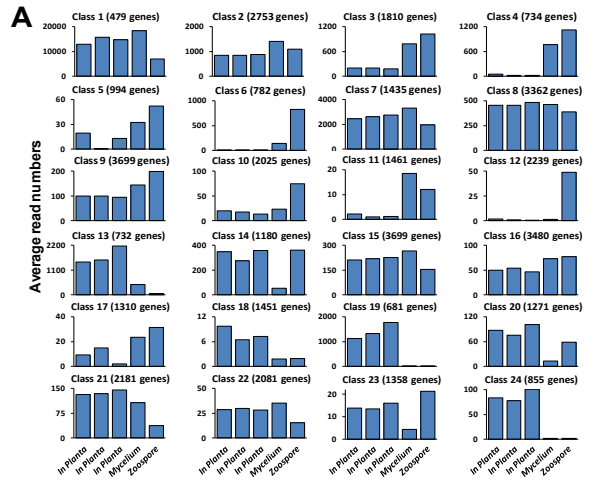 A
Average read numbers
Class 1 (479 genes)
20000
10000
0
Class 2 (2753 genes)
2000
1000
0
Class 3 (1810 genes)
1200
600
0
Class 4 (734 genes)
1200
600
0
Class 5 (994 genes)
60
30
0
Class 6 (782 genes)
1000
500
0
Class 7 (1435 genes)
4000
2000
0
Class 8 (3362 genes)
500
250
0
Class 9 (3699 genes)
200
100
0
Class 10 (2025 genes)
100
50
0
Class 11 (1461 genes)
20
10
0
Class 12 (2239 genes)
50
25
0
Class 13 (732 genes)
2200
1100
0
Class 14 (1180 genes)
400
200
0
Class 15 (3699 genes)
300
150
0
Class 16 (3480 genes)
100
50
0
Class 17 (1310 genes)
40
20
0
Class 18 (1451 genes)
12
6
0
Class 19 (681 genes)
2000
1000
0
Class 20 (1271 genes)
120
60
0
Class 21 (2181 genes)
150
75
0
In Planta
In Planta
In Planta
Mycelium
Zoospore
Class 22 (2081 genes)
50
25
0
In Planta
In Planta
In Planta
Mycelium
Zoospore
Class 23 (1358 genes)
20
10
0
In Planta
In Planta
In Planta
Mycelium
Zoospore
Class 24 (855 genes)
100
50
0
In Planta
In Planta
In Planta
Mycelium
Zoospore